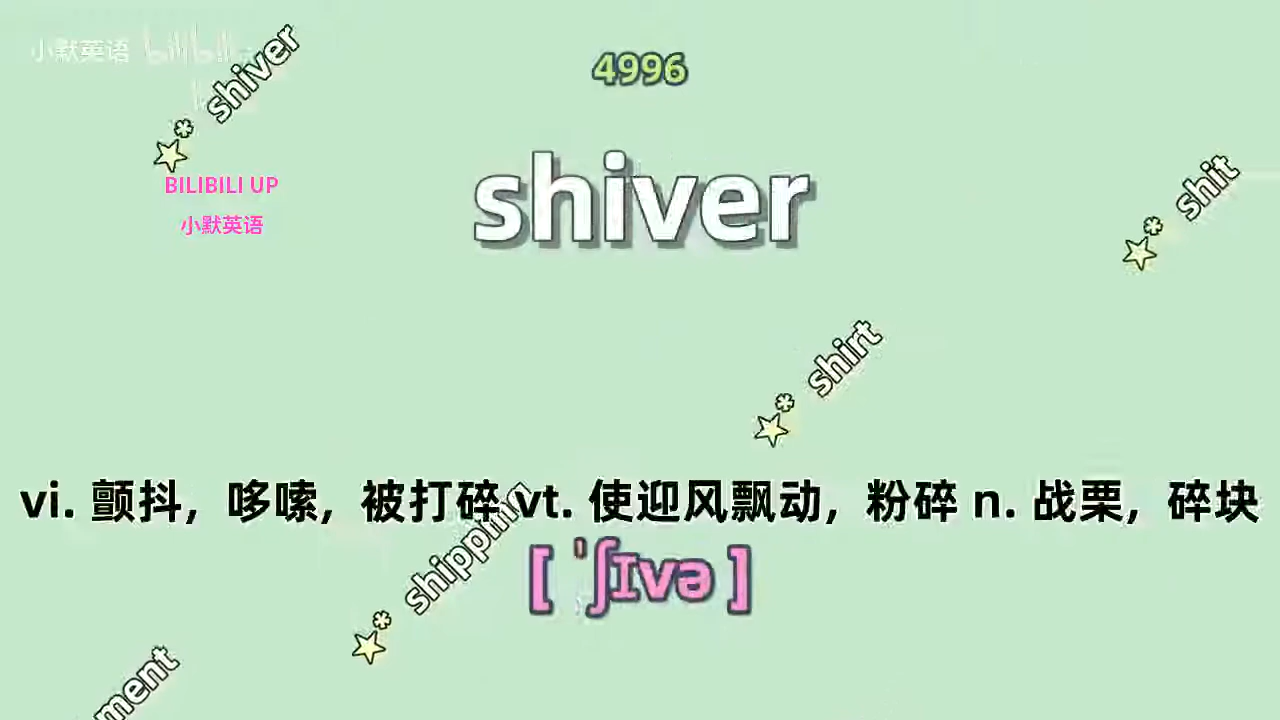 小默英语 bilibili
shiver
4996
shiver
BILIBILI UP
小默英语
shit
shirt
vi. 颤抖, 哆嗦, 被打碎 vt. 使迎风飘动, 粉碎 n. 战栗, 碎块
shipping
[ ˈʃɪvə ]
ment